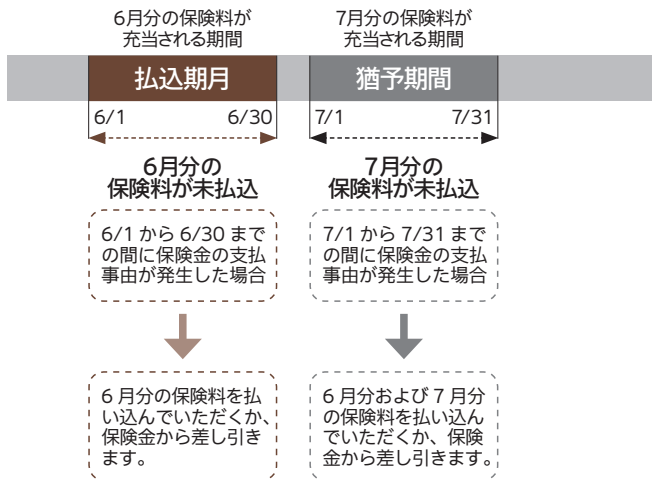 6月分の保険料が
充当される期間
7月分の保険料が
充当される期間
払込期月
猶予期間
6/1
6/30
7/1
7/31
6月分の
保険料が未払込
7月分の
保険料が未払込
6/1 から 6/30 まで
の間に保険金の支払
事由が発生した場合
7/1 から 7/31 まで
の間に保険金の支払
事由が発生した場合
6 月分の保険料を払
い込んでいただくか、
保険金から差し引き
ます。
6 月分および 7 月分
の保険料を払い込ん
でいただくか、保険
金から差し引きます。